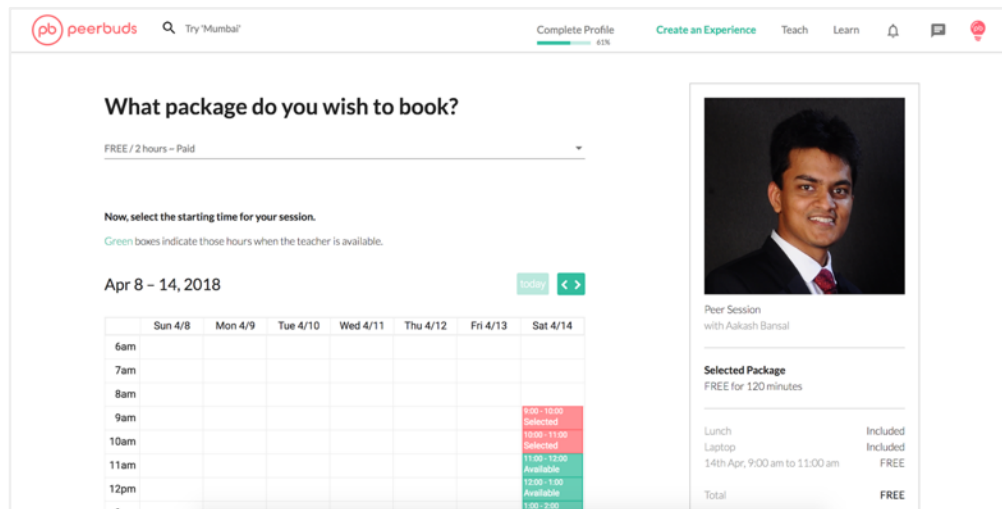 pb peerbuds
Try 'Mumbai'
Complete Profile
61%
Create an Experience
Teach
Learn
What package do you wish to book?
FREE / 2 hours – Paid
Now, select the starting time for your session.
Green boxes indicate those hours when the teacher is available.
Apr 8 – 14, 2018
today < >
Sun 4/8 Mon 4/9 Tue 4/10 Wed 4/11 Thu 4/12 Fri 4/13 Sat 4/14
6am
7am
8am
9am
9:00 - 10:00
Selected
10am
10:00 - 11:00
Selected
11am
11:00 - 12:00
Available
12pm
12:00 - 1:00
Available
1:00 - 2:00
Peer Session
with Aakash Bansal
Selected Package
FREE for 120 minutes
Lunch Included
Laptop Included
14th Apr, 9:00 am to 11:00 am FREE
Total FREE